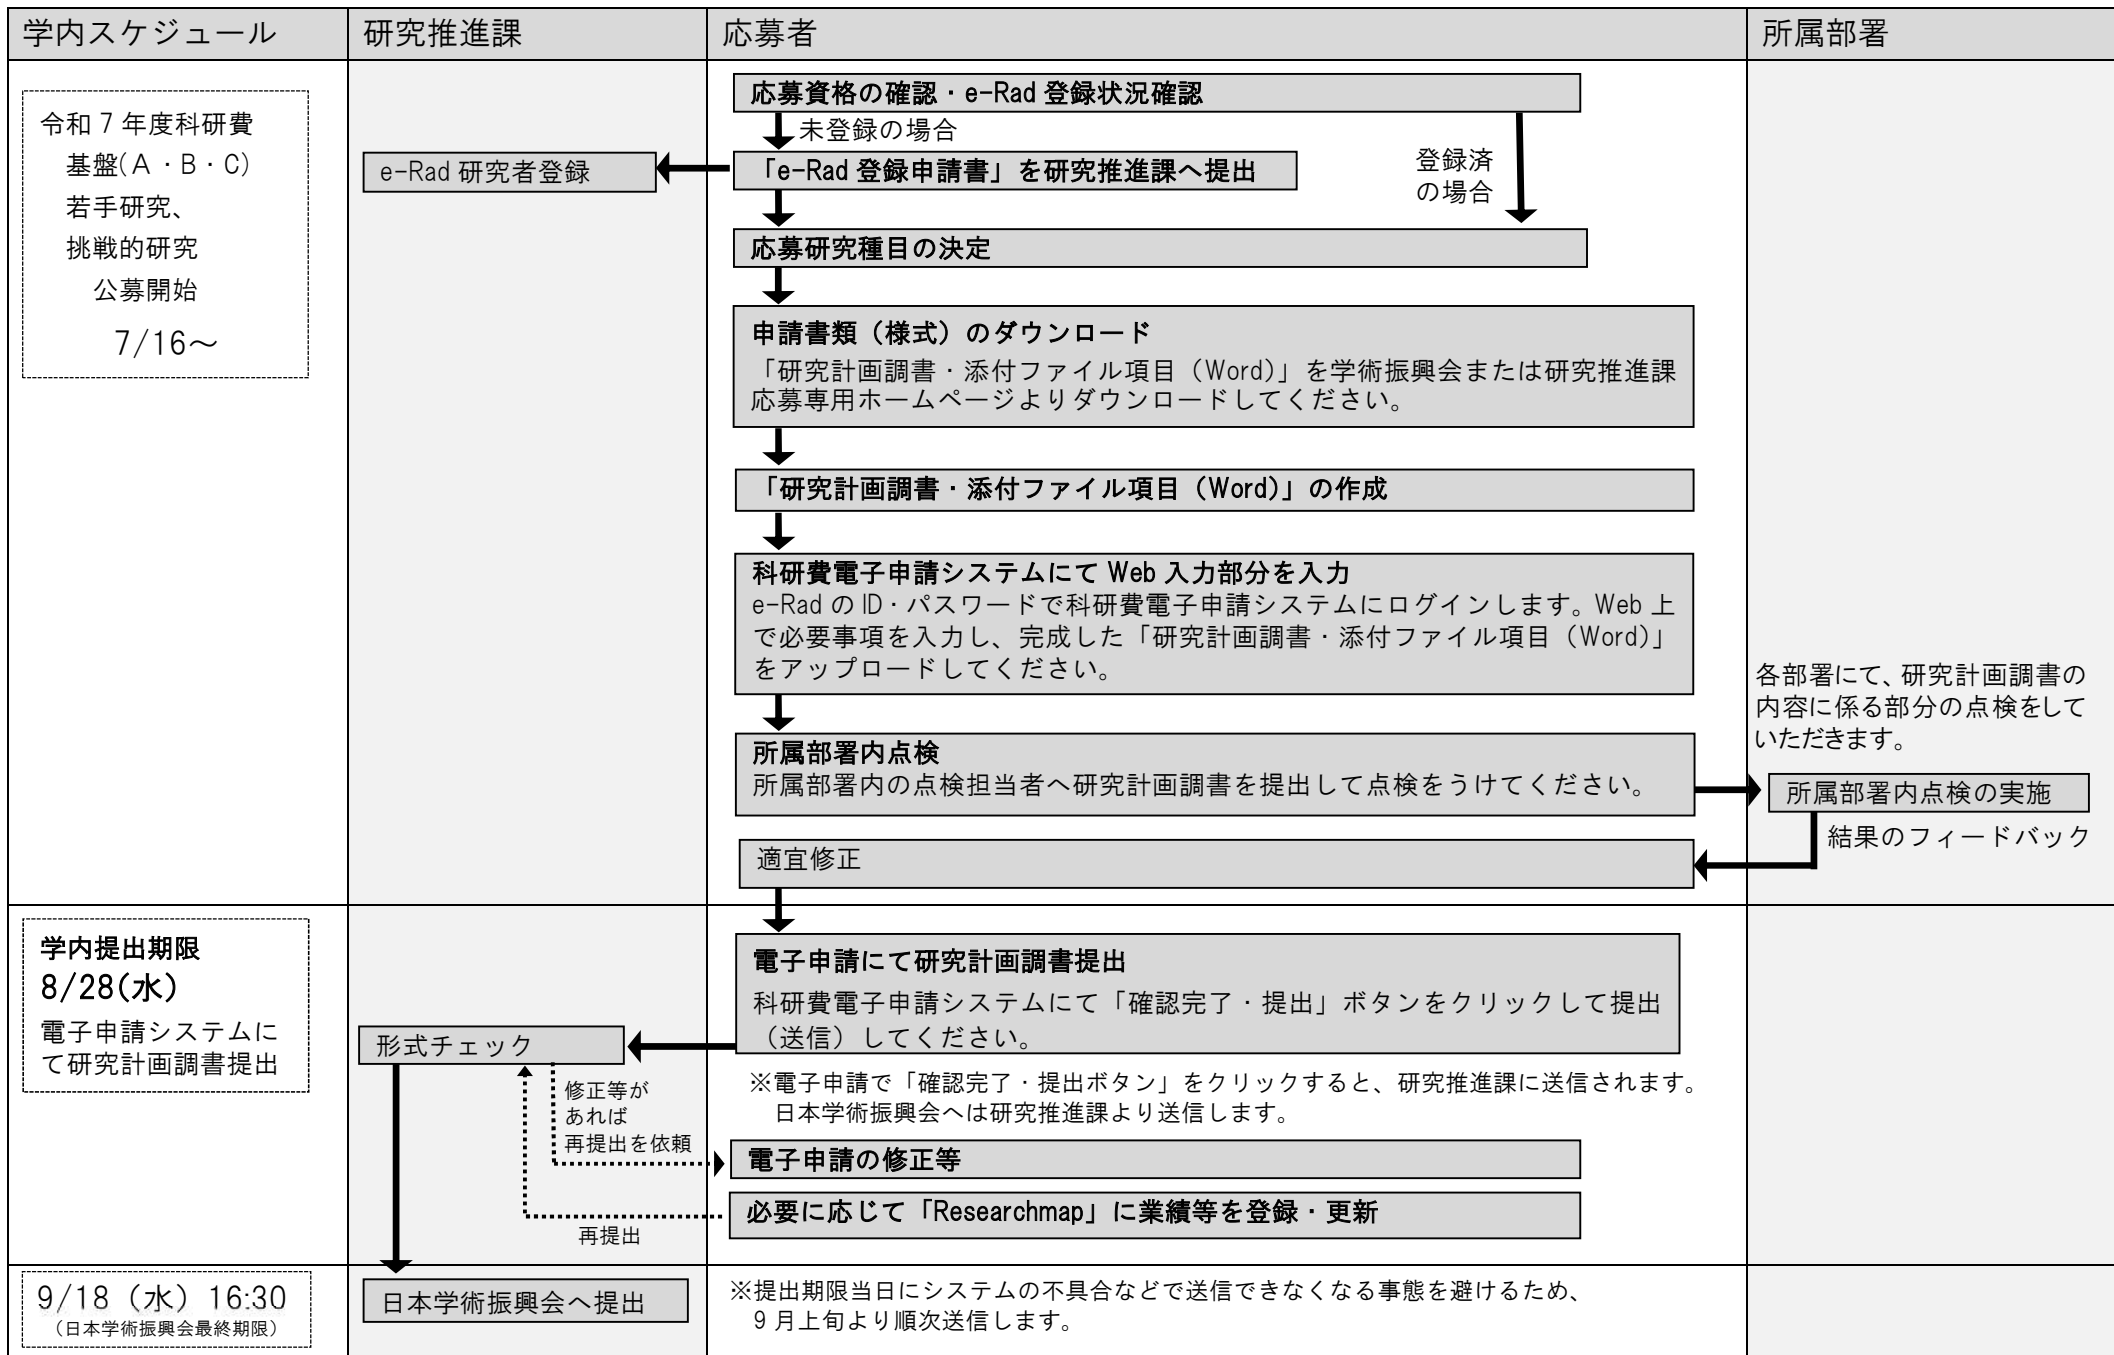 学内スケジュール
研究推進課
応募者
所属部署
令和7年度科研費
基盤(A・B・C)
若手研究、
挑戦的研究
公募開始
7/16～
応募資格の確認・e-Rad 登録状況確認
未登録の場合
登録済
の場合
e-Rad 研究者登録
「e-Rad 登録申請書」を研究推進課へ提出
応募研究種目の決定
申請書類（様式）のダウンロード
「研究計画調書・添付ファイル項目（Word）」を学術振興会または研究推進課
応募専用ホームページよりダウンロードしてください。
「研究計画調書・添付ファイル項目（Word）」の作成
科研費電子申請システムにて Web 入力部分を入力
e-Rad の ID・パスワードで科研費電子申請システムにログインします。Web 上
で必要事項を入力し、完成した「研究計画調書・添付ファイル項目（Word）」
をアップロードしてください。
各部署にて、研究計画調書の
内容に係る部分の点検をして
いただきます。
所属部署内点検
所属部署内の点検担当者へ研究計画調書を提出して点検をうけてください。
所属部署内点検の実施
結果のフィードバック
適宜修正
学内提出期限
8/28(水)
電子申請システムに
て研究計画調書提出
電子申請にて研究計画調書提出
科研費電子申請システムにて「確認完了・提出」ボタンをクリックして提出
（送信）してください。
形式チェック
※電子申請で「確認完了・提出ボタン」をクリックすると、研究推進課に送信されます。
日本学術振興会へは研究推進課より送信します。
修正等が
あれば
再提出を依頼
電子申請の修正等
必要に応じて「Researchmap」に業績等を登録・更新
再提出
9/18（水）16:30
（日本学術振興会最終期限）
日本学術振興会へ提出
※提出期限当日にシステムの不具合などで送信できなくなる事態を避けるため、
9月上旬より順次送信します。